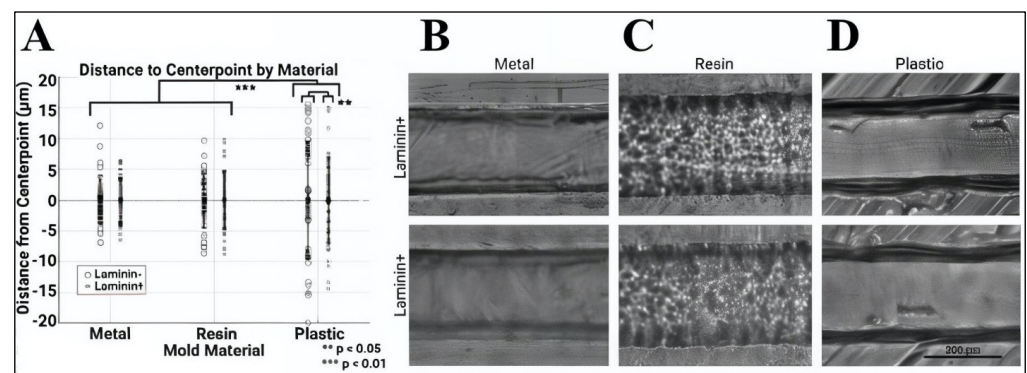 A
B
C
D
Distance to Centerpoint by Material
Distance from Centerpoint (µm)
20
15
10
5
0
-5
-10
-15
-20
***
**
○ Laminin-
▫ Laminin+
Metal
Resin
Plastic
Mold Material
** p < 0.05
*** p < 0.01
Metal
Resin
Plastic
Laminin+
Laminin+